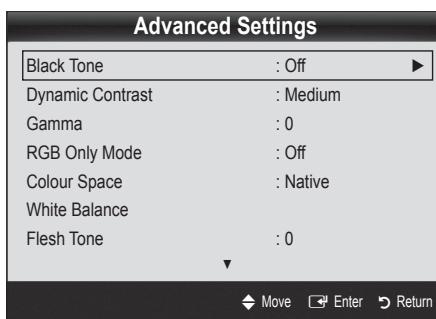 Advanced Settings
Black Tone : Off ►
Dynamic Contrast : Medium
Gamma : 0
RGB Only Mode : Off
Colour Space : Native
White Balance
Flesh Tone : 0
▼
Move Enter Return